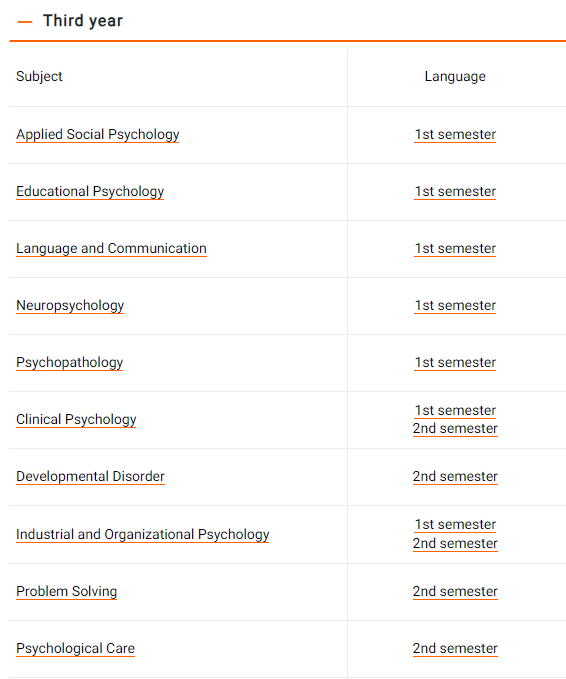 Third year
Subject Language
Applied Social Psychology 1st semester
Educational Psychology 1st semester
Language and Communication 1st semester
Neuropsychology 1st semester
Psychopathology 1st semester
Clinical Psychology 1st semester
2nd semester
Developmental Disorder 2nd semester
Industrial and Organizational Psychology 1st semester
2nd semester
Problem Solving 2nd semester
Psychological Care 2nd semester